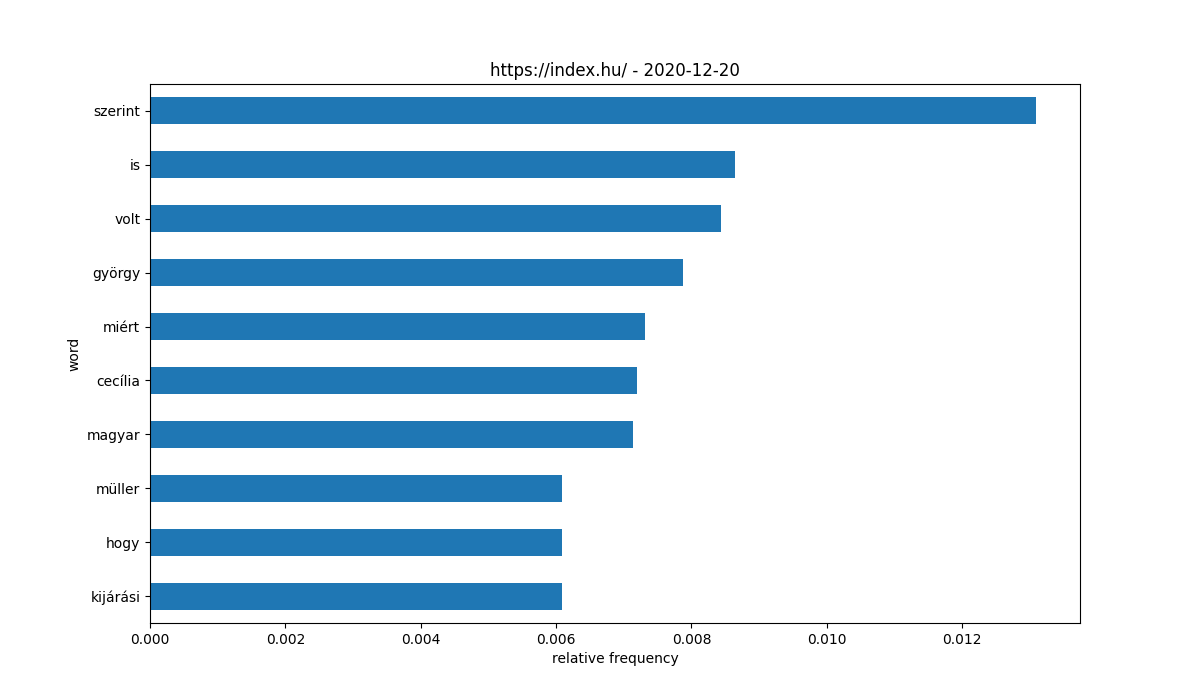 https://index.hu/ - 2020-12-20
szerint
is
volt
györgy
miért
cecília
magyar
müller
hogy
kijárási
word
0.000 0.002 0.004 0.006 0.008 0.010 0.012
relative frequency